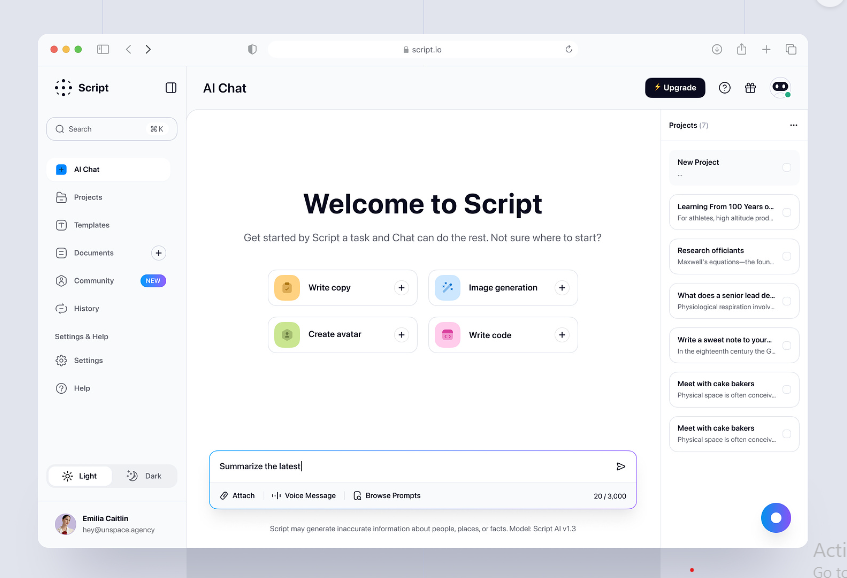 script.io
Script
AI Chat
⚡ Upgrade
Search
⌘ K
AI Chat
Projects
Templates
Documents
Community
NEW
History
Settings & Help
Settings
Help
Light
Dark
Emilia Caitlin
hey@unspace.agency
Welcome to Script
Get started by Script a task and Chat can do the rest. Not sure where to start?
Write copy
Image generation
Create avatar
Write code
Summarize the latest
Attach
Voice Message
Browse Prompts
20 / 3,000
Script may generate inaccurate information about people, places, or facts. Model: Script AI v1.3
Projects (7)
New Project
...
Learning From 100 Years o...
For athletes, high altitude prod...
Research officiants
Maxwell's equations—the foun...
What does a senior lead de...
Physiological respiration involv...
Write a sweet note to your...
In the eighteenth century the G...
Meet with cake bakers
Physical space is often conceiv...
Meet with cake bakers
Physical space is often conceiv...
Acti
Go to